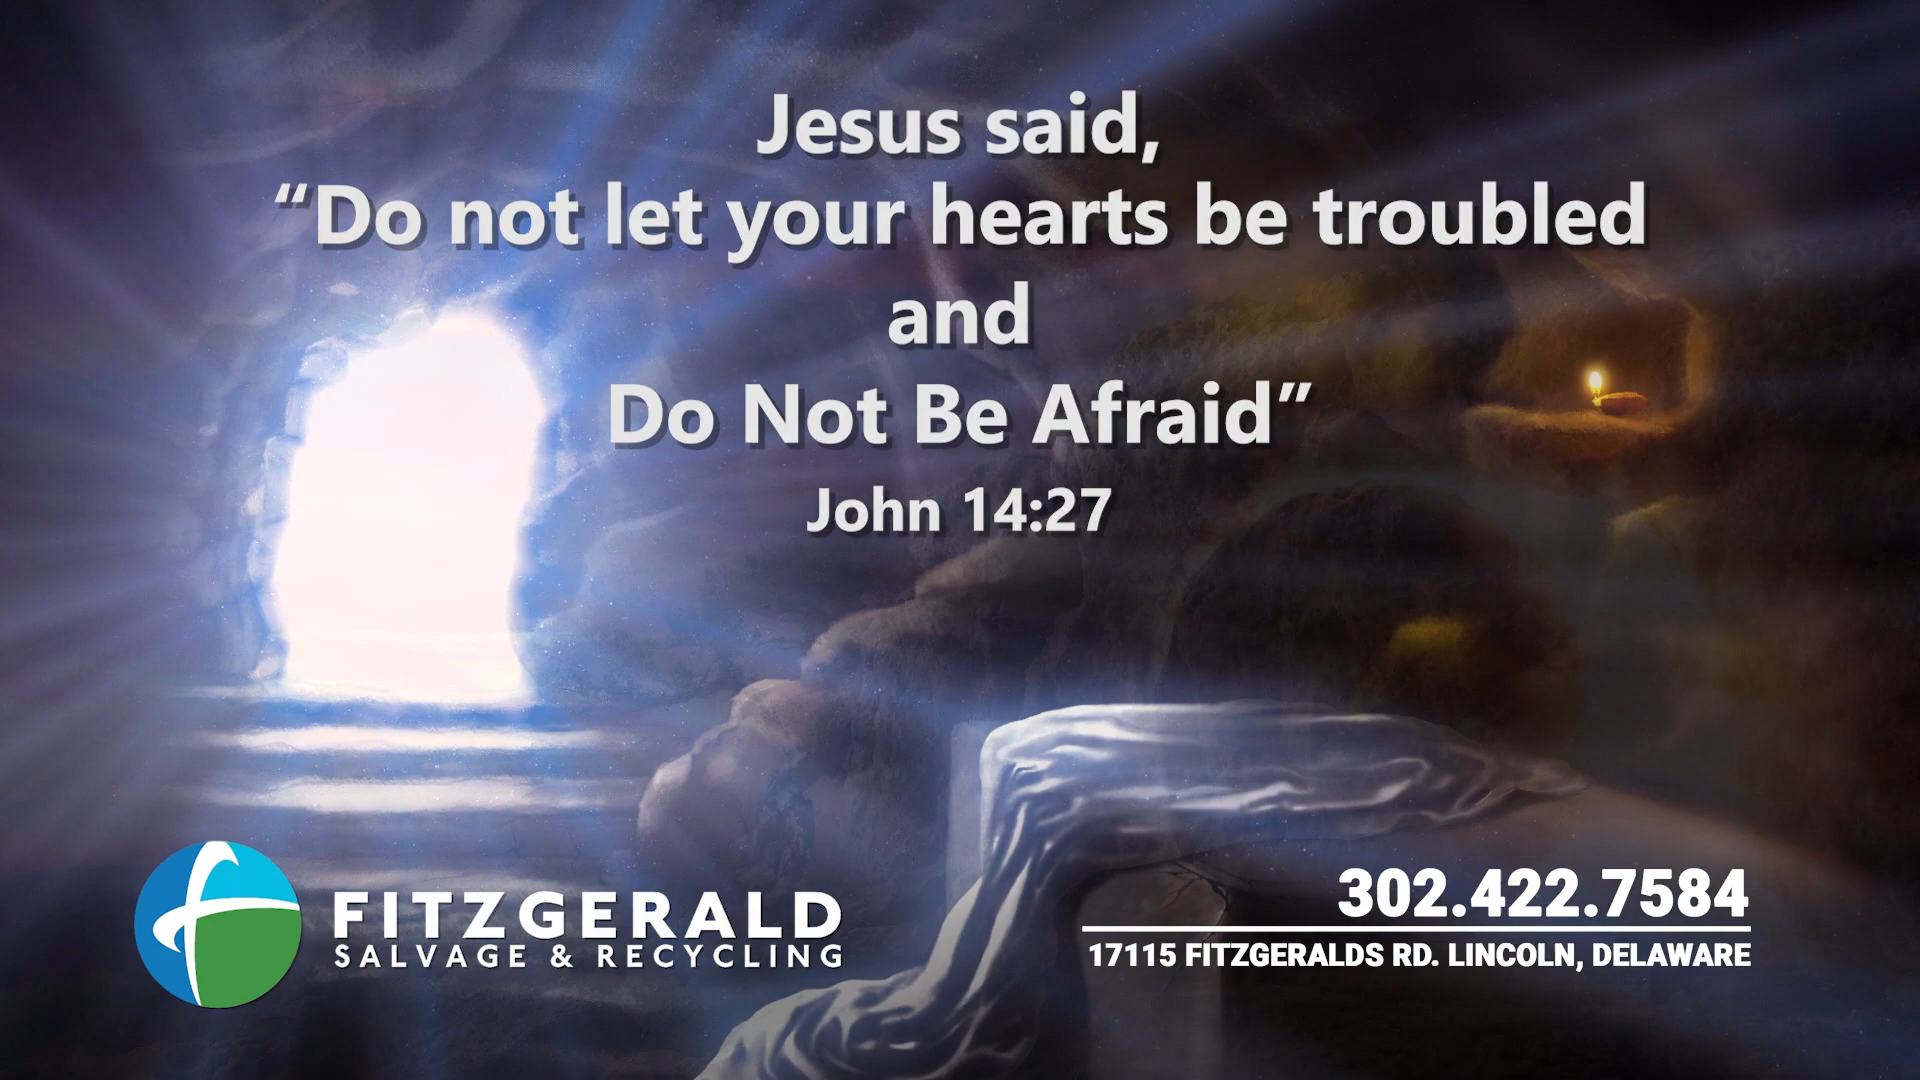 Jesus said,
“Do not let your hearts be troubled
and
Do Not Be Afraid”
John 14:27
FITZGERALD
SALVAGE & RECYCLING
302.422.7584
17115 FITZGERALDS RD. LINCOLN, DELAWARE